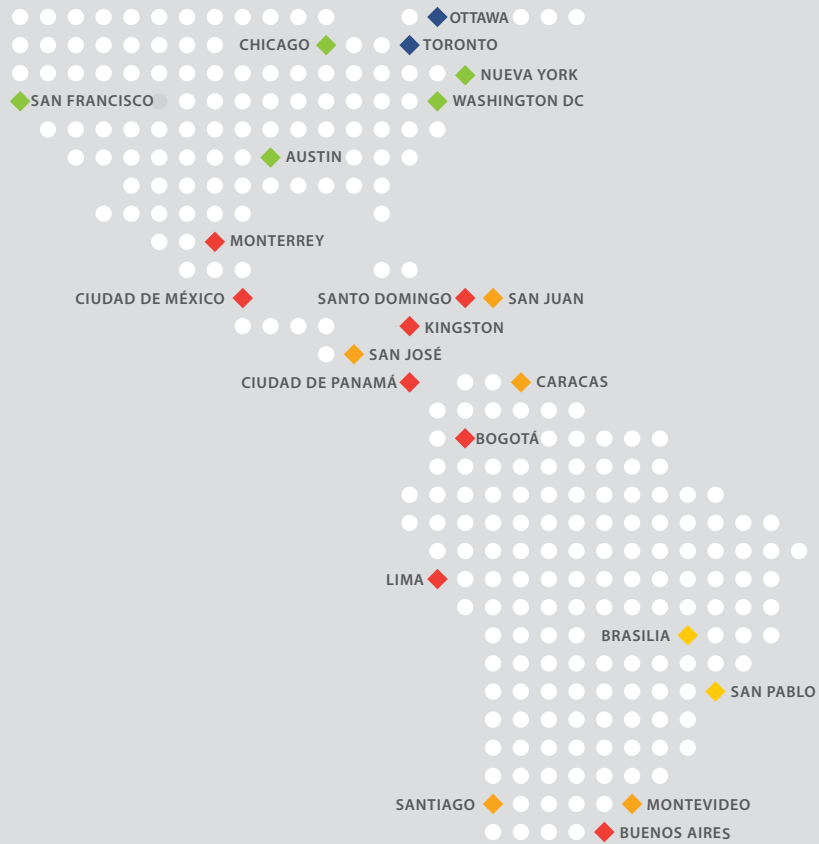 OTTAWA
CHICAGO
TORONTO
NUEVA YORK
SAN FRANCISCO
WASHINGTON DC
AUSTIN
MONTERREY
CIUDAD DE MÉXICO
SANTO DOMINGO
SAN JUAN
KINGSTON
SAN JOSÉ
CIUDAD DE PANAMÁ
CARACAS
BOGOTÁ
LIMA
BRASILIA
SAN PABLO
SANTIAGO
MONTEVIDEO
BUENOS AIRES